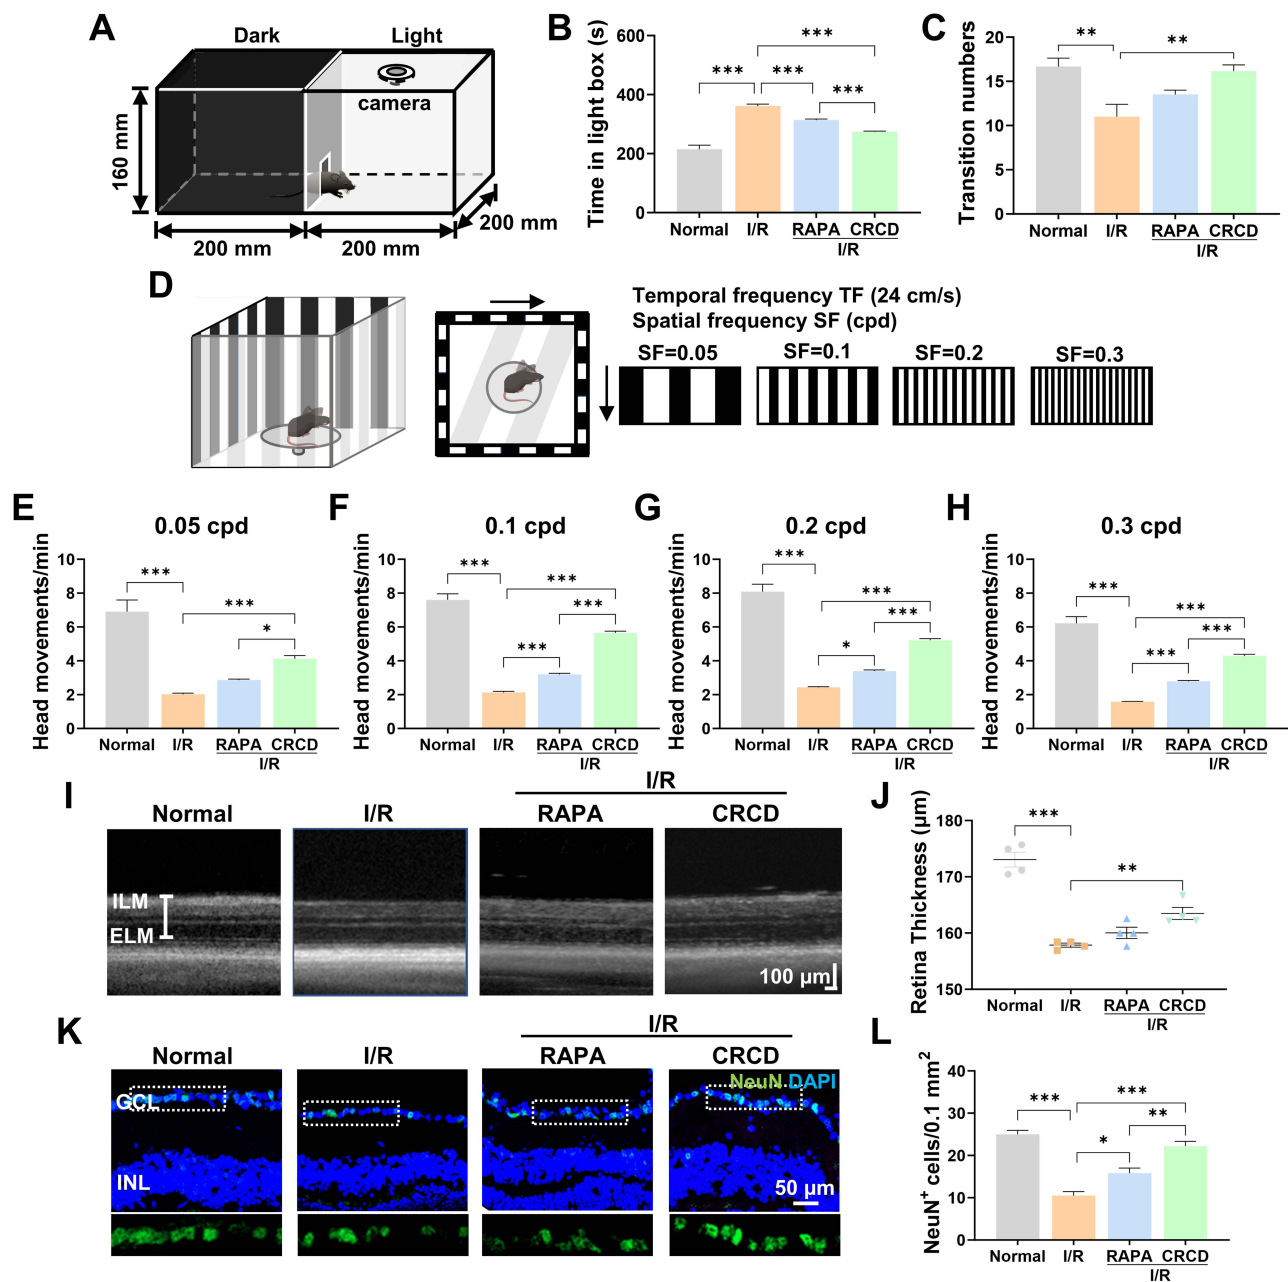 A
Dark
Light
camera
160 mm
200 mm
200 mm
200 mm
B
Time in light box (s)
600
400
200
0
***
***
***
***
Normal
I/R
RAPA
CRCD
I/R
C
Transition numbers
20
15
10
5
0
**
**
Normal
I/R
RAPA
CRCD
I/R
D
Temporal frequency TF (24 cm/s)
Spatial frequency SF (cpd)
SF=0.05
SF=0.1
SF=0.2
SF=0.3
E
0.05 cpd
Head movements/min
10
8
6
4
2
0
***
***
*
Normal
I/R
RAPA
CRCD
I/R
F
0.1 cpd
Head movements/min
10
8
6
4
2
0
***
***
***
***
Normal
I/R
RAPA
CRCD
I/R
G
0.2 cpd
Head movements/min
10
8
6
4
2
0
***
***
***
*
Normal
I/R
RAPA
CRCD
I/R
H
0.3 cpd
Head movements/min
10
8
6
4
2
0
***
***
***
***
Normal
I/R
RAPA
CRCD
I/R
I
I/R
Normal
I/R
RAPA
CRCD
ILM
ELM
100 µm
J
Retina Thickness (µm)
180
170
160
150
***
**
Normal
I/R
RAPA
CRCD
I/R
K
I/R
Normal
I/R
RAPA
CRCD
GCL
INL
NeuN DAPI
50 µm
L
NeuN⁺ cells/0.1 mm²
40
30
20
10
0
***
***
**
*
Normal
I/R
RAPA
CRCD
I/R